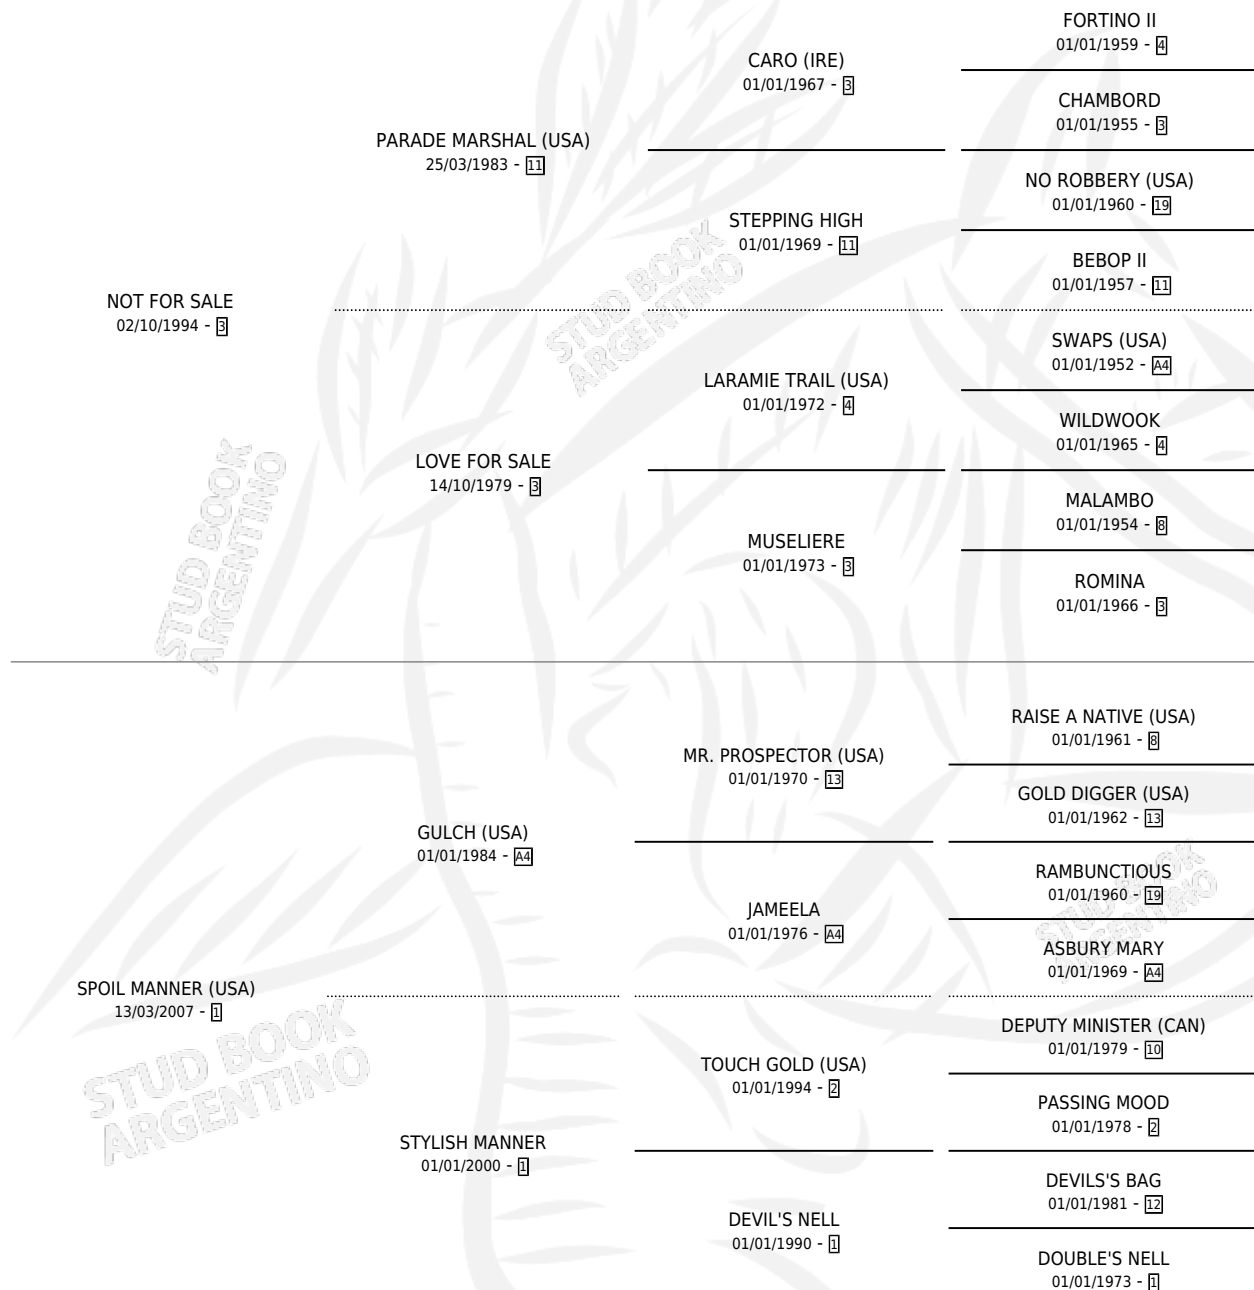 FORTINO II
01/01/1959 - 4
CARO (IRE)
01/01/1967 - 3
CHAMBORD
01/01/1955 - 3
PARADE MARSHAL (USA)
25/03/1983 - 11
NO ROBBERY (USA)
01/01/1960 - 19
STEPPING HIGH
01/01/1969 - 11
BEBOP II
01/01/1957 - 11
NOT FOR SALE
02/10/1994 - 3
STUD BOOK
ARGENTINO
SWAPS (USA)
01/01/1952 - A4
LARAMIE TRAIL (USA)
01/01/1972 - 4
WILDWOOK
01/01/1965 - 4
LOVE FOR SALE
14/10/1979 - 3
MALAMBO
01/01/1954 - 8
MUSELIERE
01/01/1973 - 3
ROMINA
01/01/1966 - 3
STUD BOOK
ARGENTINO
RAISE A NATIVE (USA)
01/01/1961 - 8
MR. PROSPECTOR (USA)
01/01/1970 - 13
GOLD DIGGER (USA)
01/01/1962 - 13
GULCH (USA)
01/01/1984 - A4
RAMBUNCTIOUS
01/01/1960 - 19
STUD BOOK
ARGENTINO
JAMEELA
01/01/1976 - A4
ASBURY MARY
01/01/1969 - A4
SPOIL MANNER (USA)
13/03/2007 - 1
STUD BOOK
ARGENTINO
DEPUTY MINISTER (CAN)
01/01/1979 - 10
TOUCH GOLD (USA)
01/01/1994 - 2
PASSING MOOD
01/01/1978 - 2
STYLISH MANNER
01/01/2000 - 1
DEVILS'S BAG
01/01/1981 - 12
DEVIL'S NELL
01/01/1990 - 1
DOUBLE'S NELL
01/01/1973 - 1